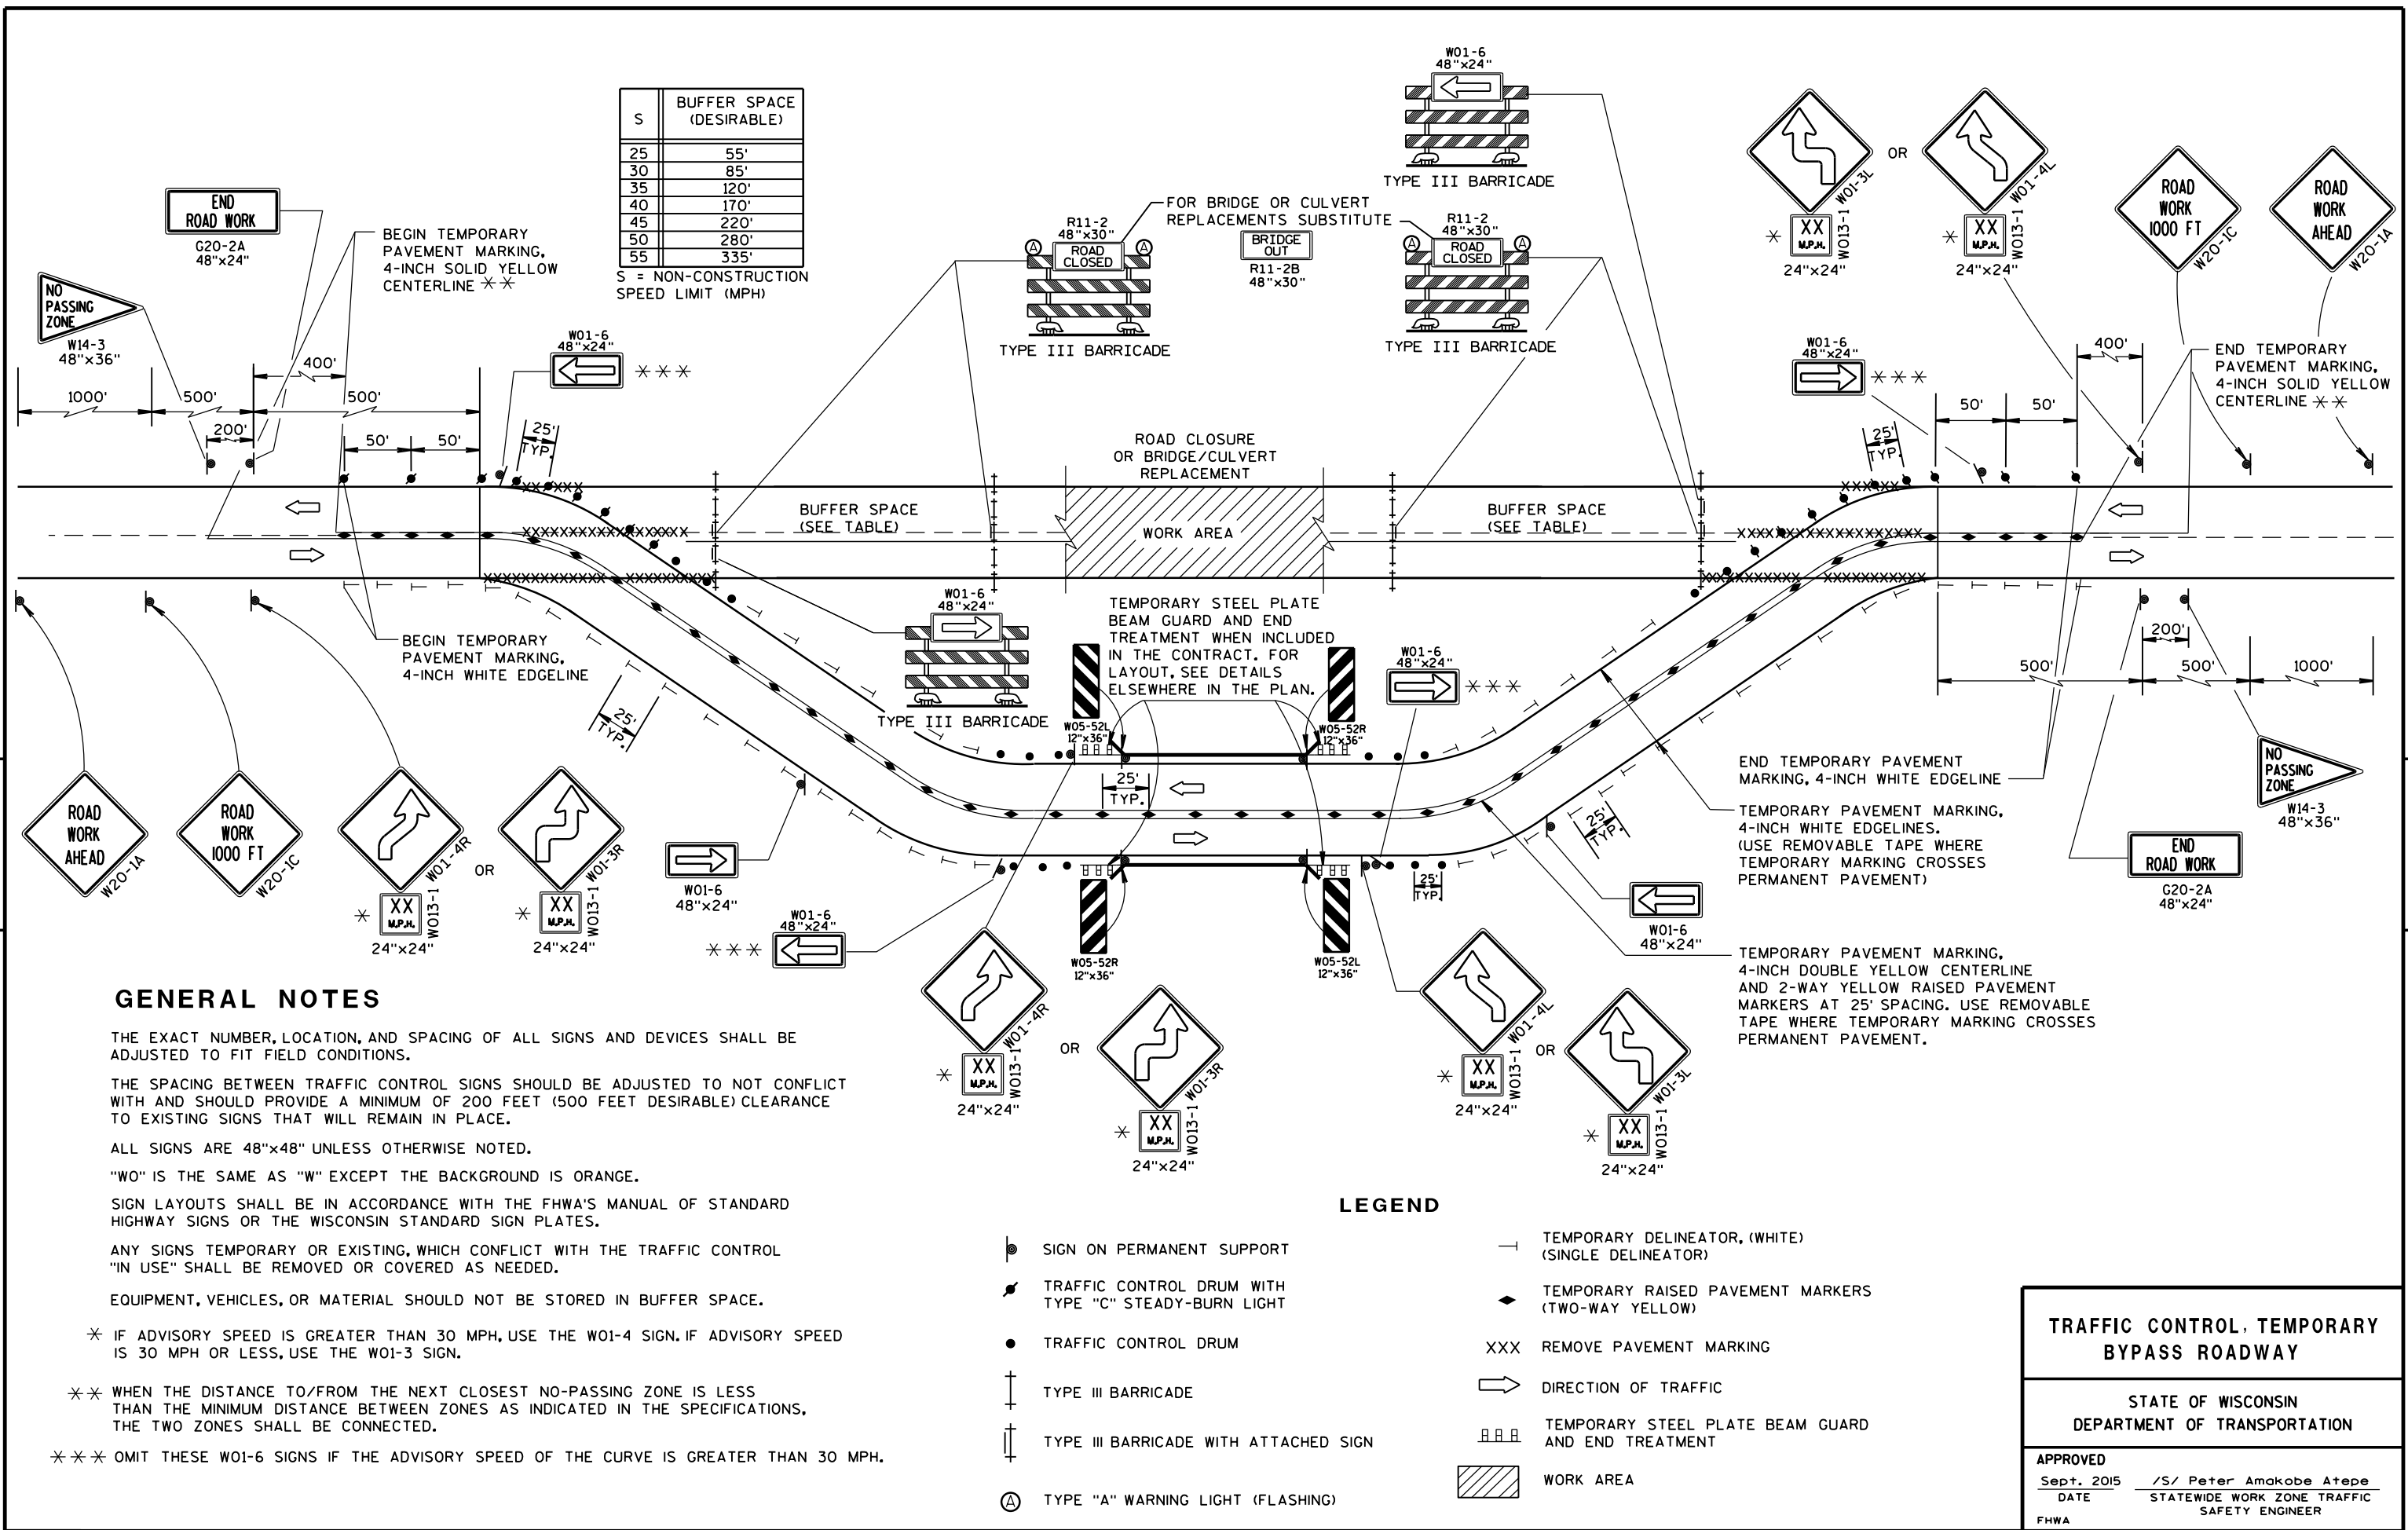 S
BUFFER SPACE
(DESIRABLE)
25 55'
30 85'
35 120'
40 170'
45 220'
50 280'
55 335'
S = NON-CONSTRUCTION
SPEED LIMIT (MPH)
END
ROAD WORK
G20-2A
48"x24"
BEGIN TEMPORARY
PAVEMENT MARKING,
4-INCH SOLID YELLOW
CENTERLINE **
NO
PASSING
ZONE
W14-3
48"x36"
W01-6
48"x24"
***
R11-2
48"x30"
A
ROAD
CLOSED
A
TYPE III BARRICADE
FOR BRIDGE OR CULVERT
REPLACEMENTS SUBSTITUTE
BRIDGE
OUT
R11-2B
48"x30"
W01-6
48"x24"
TYPE III BARRICADE
R11-2
48"x30"
A
ROAD
CLOSED
A
TYPE III BARRICADE
W01-3L
*
XX
M.P.H.
W013-1
24"x24"
OR
W01-4L
*
XX
M.P.H.
W013-1
24"x24"
ROAD
WORK
1000 FT
W20-1C
ROAD
WORK
AHEAD
W20-1A
W01-6
48"x24"
***
END TEMPORARY
PAVEMENT MARKING,
4-INCH SOLID YELLOW
CENTERLINE **
1000'
500'
400'
500'
200'
50'
50'
25'
TYP.
25'
TYP.
50'
50'
400'
ROAD CLOSURE
OR BRIDGE/CULVERT
REPLACEMENT
XXXXXXX
XXXXXXX
BUFFER SPACE
(SEE TABLE)
WORK AREA
BUFFER SPACE
(SEE TABLE)
BEGIN TEMPORARY
PAVEMENT MARKING,
4-INCH WHITE EDGELINE
25'
TYP.
W01-6
48"x24"
TYPE III BARRICADE
TEMPORARY STEEL PLATE
BEAM GUARD AND END
TREATMENT WHEN INCLUDED
IN THE CONTRACT. FOR
LAYOUT, SEE DETAILS
ELSEWHERE IN THE PLAN.
W05-52L
12"x36"
W05-52R
12"x36"
W01-6
48"x24"
***
200'
500'
500'
1000'
25'
TYP.
25'
TYP.
25'
TYP.
END TEMPORARY PAVEMENT
MARKING, 4-INCH WHITE EDGELINE
TEMPORARY PAVEMENT MARKING,
4-INCH WHITE EDGELINES.
(USE REMOVABLE TAPE WHERE
TEMPORARY MARKING CROSSES
PERMANENT PAVEMENT)
NO
PASSING
ZONE
W14-3
48"x36"
END
ROAD WORK
G20-2A
48"x24"
ROAD
WORK
AHEAD
W20-1A
ROAD
WORK
1000 FT
W20-1C
W01-4R
*
XX
M.P.H.
W013-1
24"x24"
OR
W01-3R
*
XX
M.P.H.
W013-1
24"x24"
W01-6
48"x24"
W01-6
48"x24"
***
W05-52R
12"x36"
W05-52L
12"x36"
W01-6
48"x24"
TEMPORARY PAVEMENT MARKING,
4-INCH DOUBLE YELLOW CENTERLINE
AND 2-WAY YELLOW RAISED PAVEMENT
MARKERS AT 25' SPACING. USE REMOVABLE
TAPE WHERE TEMPORARY MARKING CROSSES
PERMANENT PAVEMENT.
W01-4R
*
XX
M.P.H.
W013-1
24"x24"
OR
W01-3R
*
XX
M.P.H.
W013-1
24"x24"
W01-4L
*
XX
M.P.H.
W013-1
24"x24"
OR
W01-3L
*
XX
M.P.H.
W013-1
24"x24"
GENERAL NOTES
THE EXACT NUMBER, LOCATION, AND SPACING OF ALL SIGNS AND DEVICES SHALL BE
ADJUSTED TO FIT FIELD CONDITIONS.
THE SPACING BETWEEN TRAFFIC CONTROL SIGNS SHOULD BE ADJUSTED TO NOT CONFLICT
WITH AND SHOULD PROVIDE A MINIMUM OF 200 FEET (500 FEET DESIRABLE) CLEARANCE
TO EXISTING SIGNS THAT WILL REMAIN IN PLACE.
ALL SIGNS ARE 48"x48" UNLESS OTHERWISE NOTED.
"WO" IS THE SAME AS "W" EXCEPT THE BACKGROUND IS ORANGE.
SIGN LAYOUTS SHALL BE IN ACCORDANCE WITH THE FHWA'S MANUAL OF STANDARD
HIGHWAY SIGNS OR THE WISCONSIN STANDARD SIGN PLATES.
ANY SIGNS TEMPORARY OR EXISTING, WHICH CONFLICT WITH THE TRAFFIC CONTROL
"IN USE" SHALL BE REMOVED OR COVERED AS NEEDED.
EQUIPMENT, VEHICLES, OR MATERIAL SHOULD NOT BE STORED IN BUFFER SPACE.
* IF ADVISORY SPEED IS GREATER THAN 30 MPH, USE THE W01-4 SIGN. IF ADVISORY SPEED
IS 30 MPH OR LESS, USE THE W01-3 SIGN.
** WHEN THE DISTANCE TO/FROM THE NEXT CLOSEST NO-PASSING ZONE IS LESS
THAN THE MINIMUM DISTANCE BETWEEN ZONES AS INDICATED IN THE SPECIFICATIONS,
THE TWO ZONES SHALL BE CONNECTED.
*** OMIT THESE W01-6 SIGNS IF THE ADVISORY SPEED OF THE CURVE IS GREATER THAN 30 MPH.
LEGEND
SIGN ON PERMANENT SUPPORT
TRAFFIC CONTROL DRUM WITH
TYPE "C" STEADY-BURN LIGHT
TRAFFIC CONTROL DRUM
TYPE III BARRICADE
TYPE III BARRICADE WITH ATTACHED SIGN
A TYPE "A" WARNING LIGHT (FLASHING)
TEMPORARY DELINEATOR, (WHITE)
(SINGLE DELINEATOR)
TEMPORARY RAISED PAVEMENT MARKERS
(TWO-WAY YELLOW)
XXX REMOVE PAVEMENT MARKING
DIRECTION OF TRAFFIC
TEMPORARY STEEL PLATE BEAM GUARD
AND END TREATMENT
WORK AREA
TRAFFIC CONTROL, TEMPORARY
BYPASS ROADWAY
STATE OF WISCONSIN
DEPARTMENT OF TRANSPORTATION
APPROVED
Sept. 2015 /S/ Peter Amakobe Atepe
DATE STATEWIDE WORK ZONE TRAFFIC
SAFETY ENGINEER
FHWA